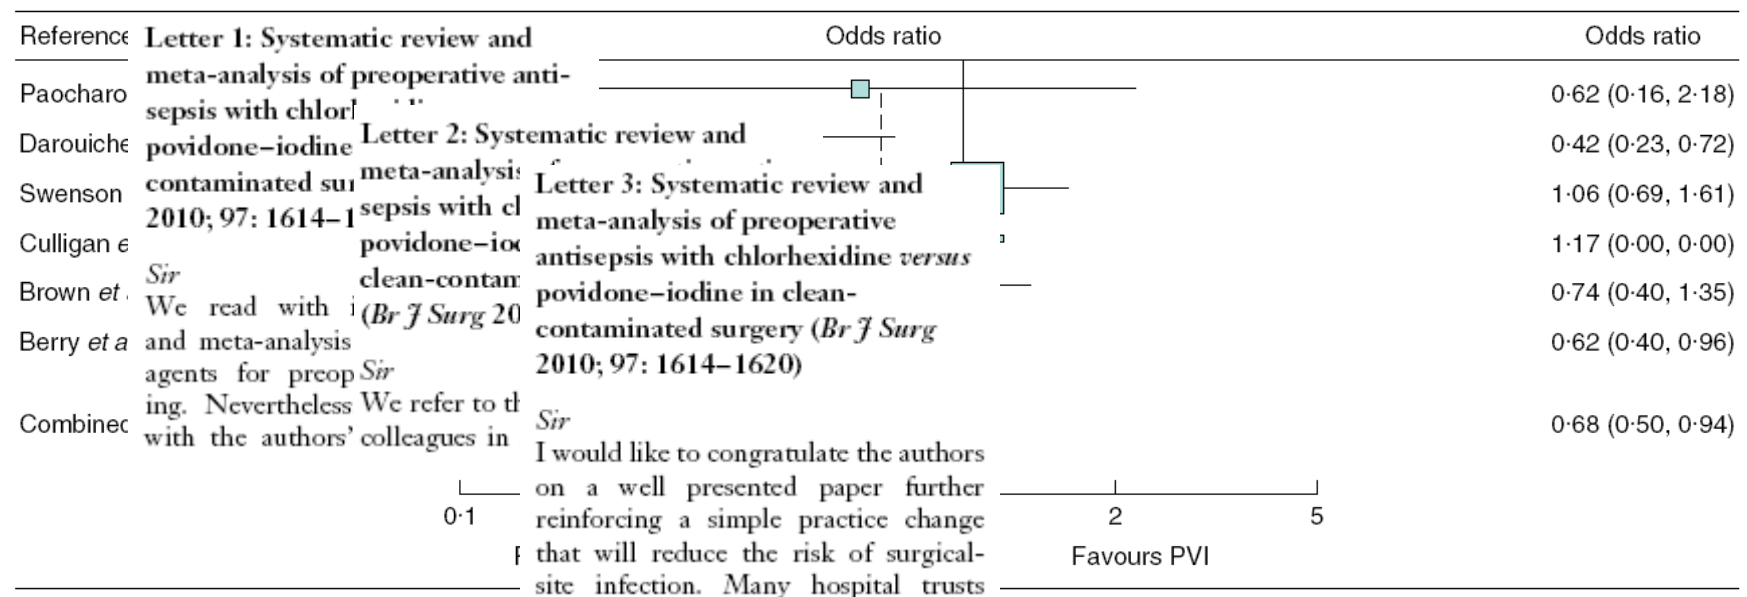 Reference
Odds ratio
Odds ratio
Paocharo
0·62 (0·16, 2·18)
Darouiche
0·42 (0·23, 0·72)
Swenson
1·06 (0·69, 1·61)
Culligan e
1·17 (0·00, 0·00)
Brown et
0·74 (0·40, 1·35)
Berry et a
0·62 (0·40, 0·96)
Combined
0·68 (0·50, 0·94)
0·1
2
5
Favours PVI
Letter 1: Systematic review and
meta-analysis of preoperative anti-
sepsis with chlor
povidone–iodine
contaminated sur
2010; 97: 1614–1
Sir
We read with i
and meta-analysis
agents for preop
ing. Nevertheless
with the authors’
Letter 2: Systematic review and
meta-analysis
sepsis with cl
povidone–ioc
clean-contam
(Br J Surg 20
Sir
We refer to th
colleagues in
Letter 3: Systematic review and
meta-analysis of preoperative
antisepsis with chlorhexidine versus
povidone–iodine in clean-
contaminated surgery (Br J Surg
2010; 97: 1614–1620)
Sir
I would like to congratulate the authors
on a well presented paper further
reinforcing a simple practice change
that will reduce the risk of surgical-
site infection. Many hospital trusts